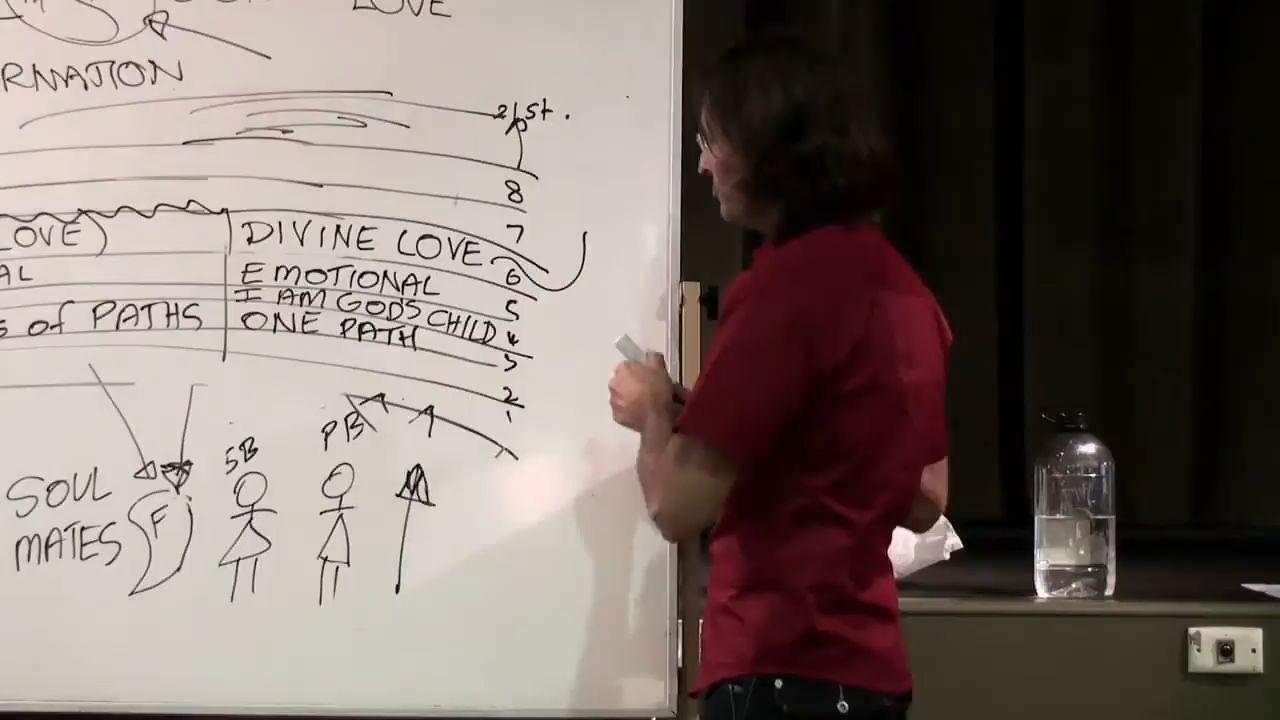 LOVE
RNATION
21st.
8
7
LOVE) DIVINE LOVE 6
AL EMOTIONAL 5
I AM GOD'S CHILD 4
S of PATHS ONE PATH 3
2
1
PB
SB
SOUL
MATES F